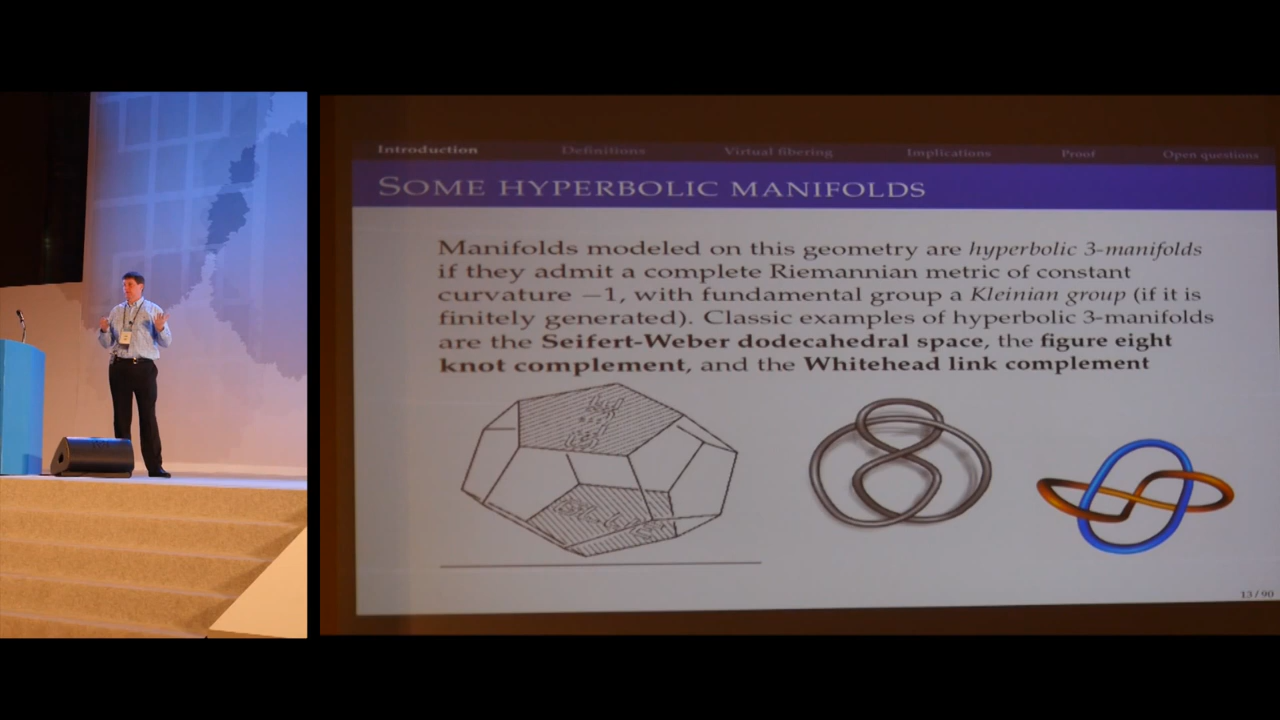 Introduction Definitions Virtual fibering Implications Proof Open questions
SOME HYPERBOLIC MANIFOLDS
Manifolds modeled on this geometry are hyperbolic 3-manifolds
if they admit a complete Riemannian metric of constant
curvature −1, with fundamental group a Kleinian group (if it is
finitely generated). Classic examples of hyperbolic 3-manifolds
are the Seifert-Weber dodecahedral space, the figure eight
knot complement, and the Whitehead link complement
13 / 90